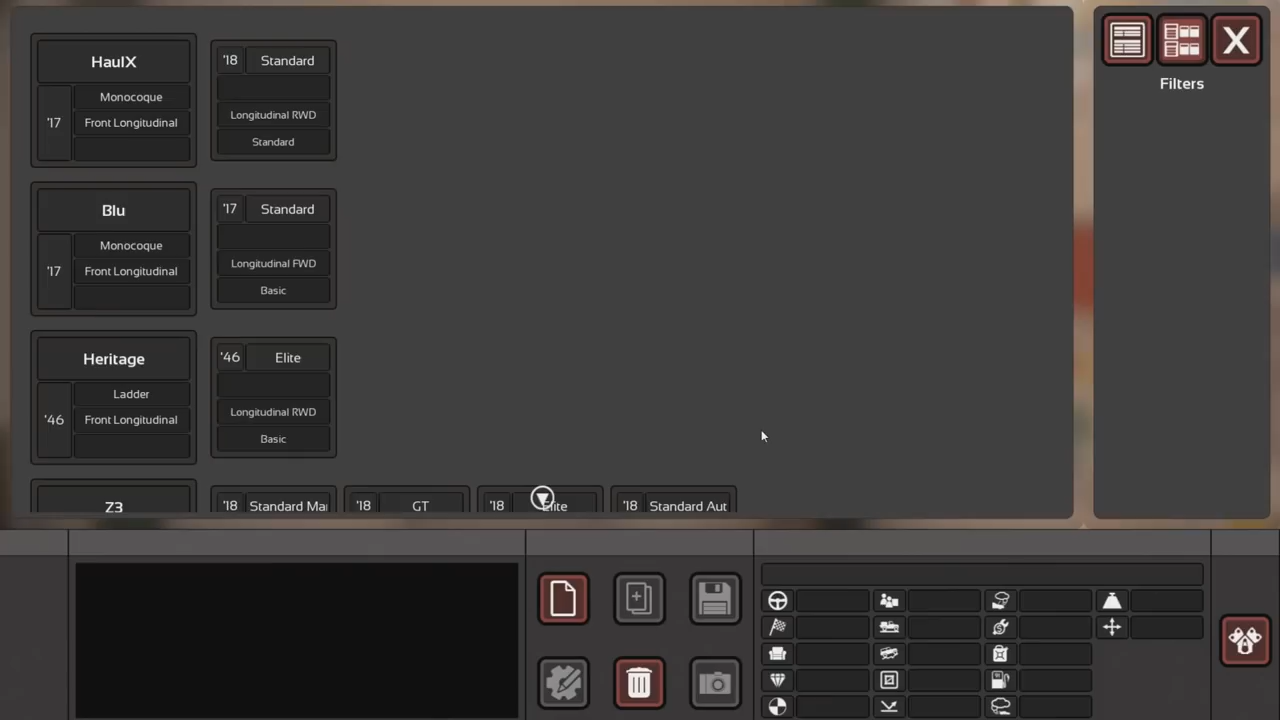 HaulX
'17
Monocoque
Front Longitudinal
'18 Standard
Longitudinal RWD
Standard
Filters
Blu
'17
Monocoque
Front Longitudinal
'17 Standard
Longitudinal FWD
Basic
Heritage
'46
Ladder
Front Longitudinal
'46 Elite
Longitudinal RWD
Basic
Z3
'18 Standard Mai
'18 GT
'18 Elite
'18 Standard Aut